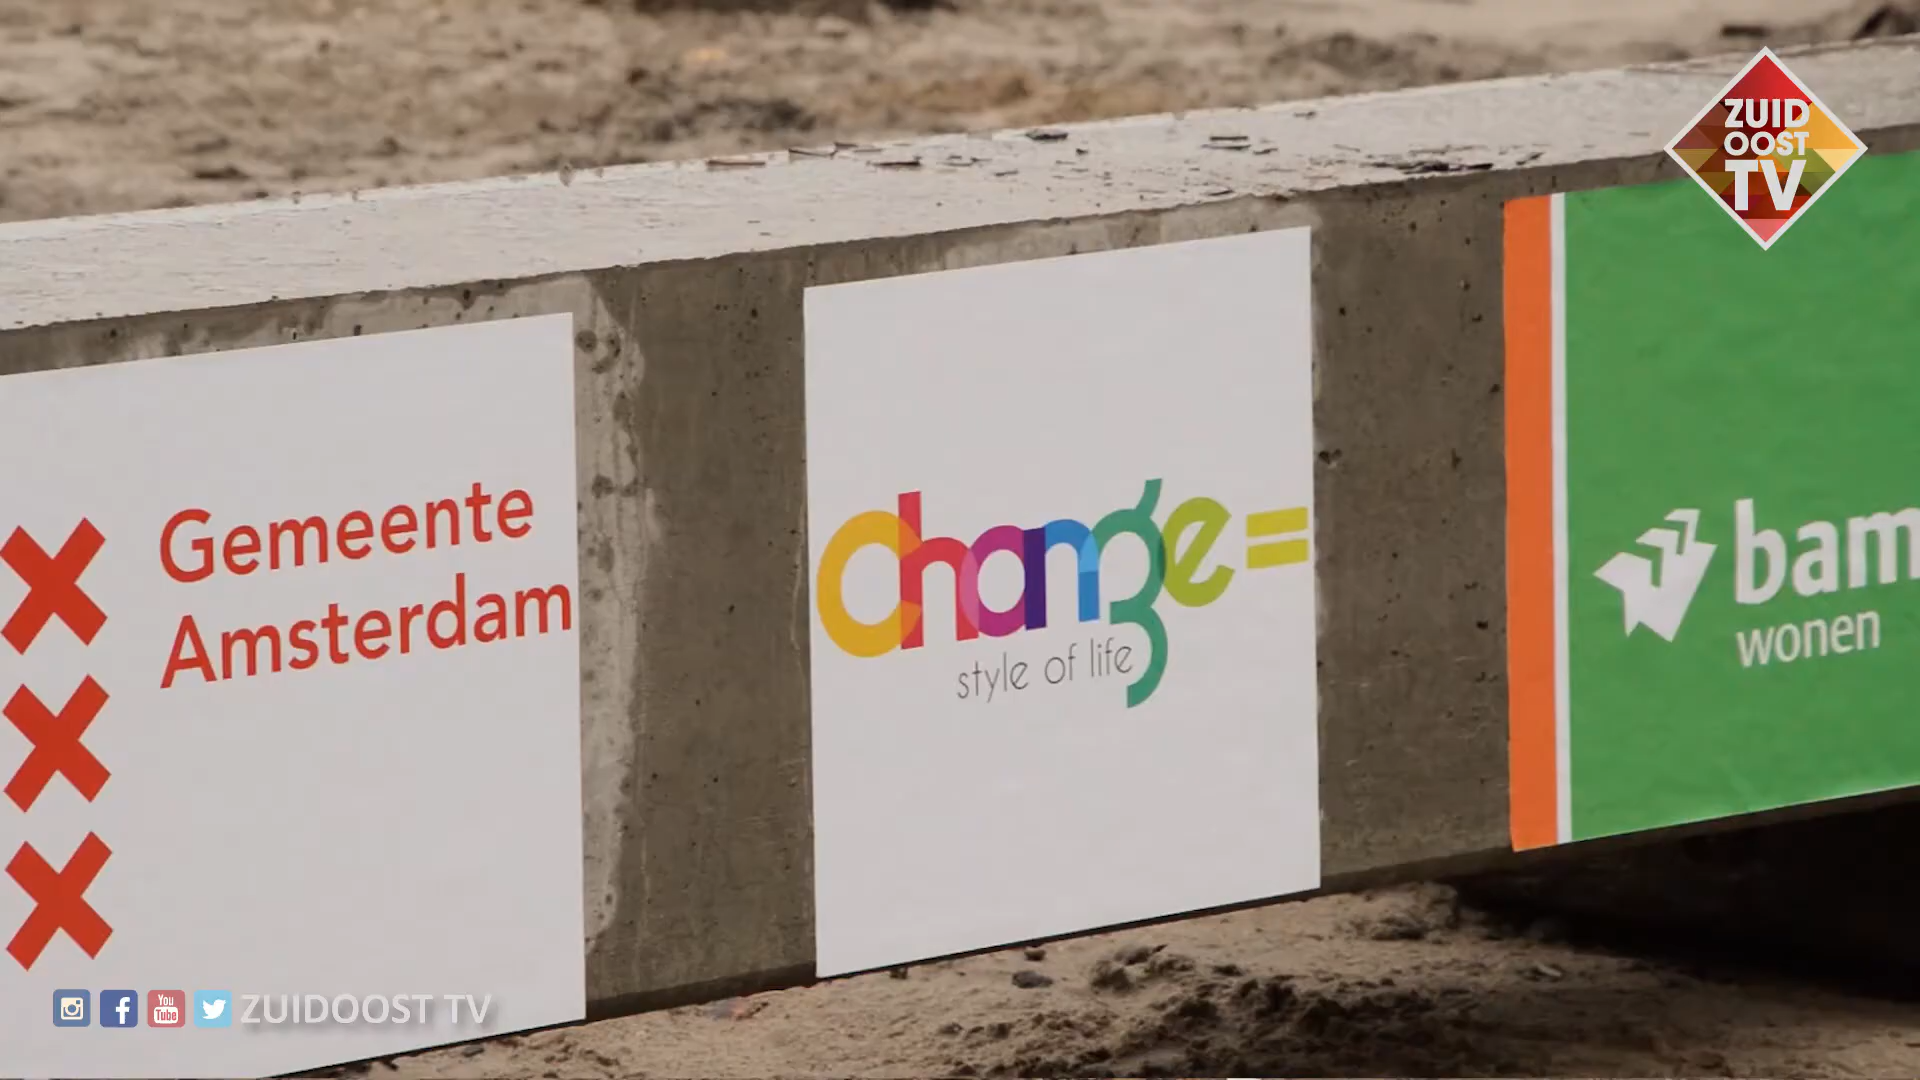 ZUID
OOST
TV
Gemeente
Amsterdam
change=
style of life
bam
wonen
You
Tube
ZUIDOOST TV